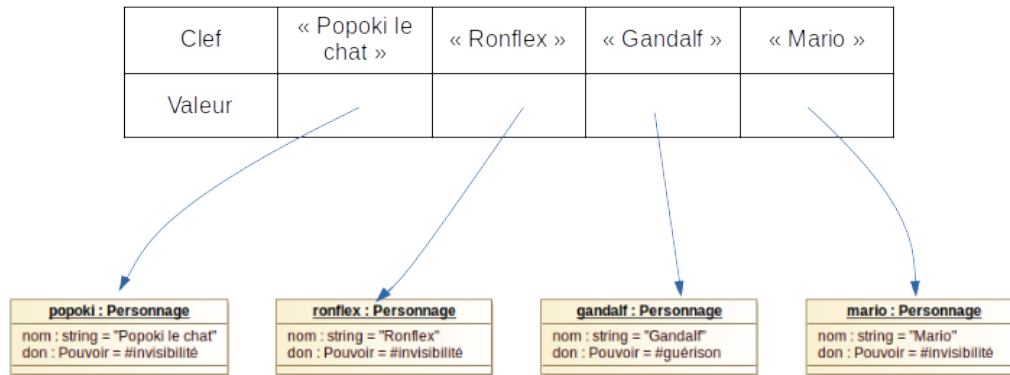 Clef
« Popoki le
chat »
« Ronflex »
« Gandalf »
« Mario »
Valeur
popoki : Personnage
nom : string = "Popoki le chat"
don : Pouvoir = #invisibilité
ronflex : Personnage
nom : string = "Ronflex"
don : Pouvoir = #invisibilité
gandalf : Personnage
nom : string = "Gandalf"
don : Pouvoir = #guérison
mario : Personnage
nom : string = "Mario"
don : Pouvoir = #invisibilité